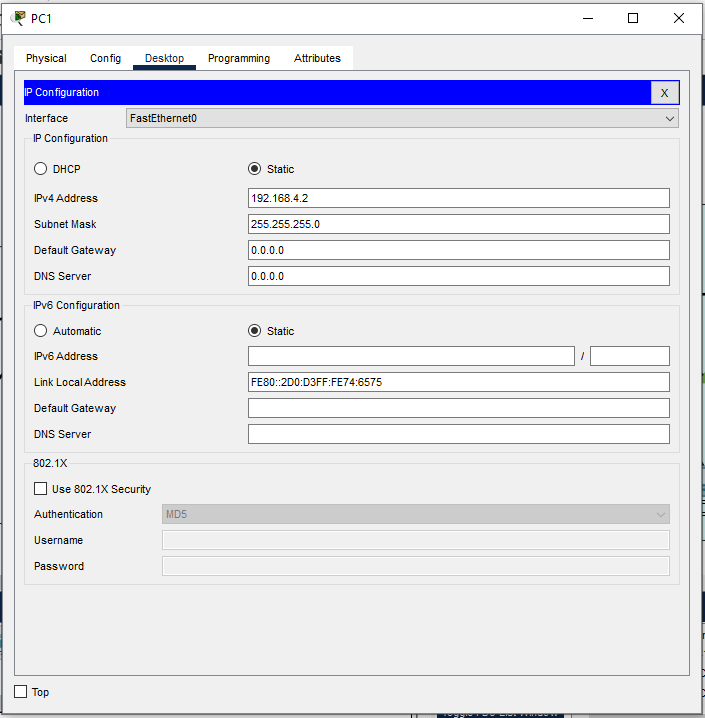 PC1
Physical Config Desktop Programming Attributes
IP Configuration X
Interface FastEthernet0
IP Configuration
DHCP Static
IPv4 Address 192.168.4.2
Subnet Mask 255.255.255.0
Default Gateway 0.0.0.0
DNS Server 0.0.0.0
IPv6 Configuration
Automatic Static
IPv6 Address /
Link Local Address FE80::2D0:D3FF:FE74:6575
Default Gateway
DNS Server
802.1X
Use 802.1X Security
Authentication MD5
Username
Password
Top